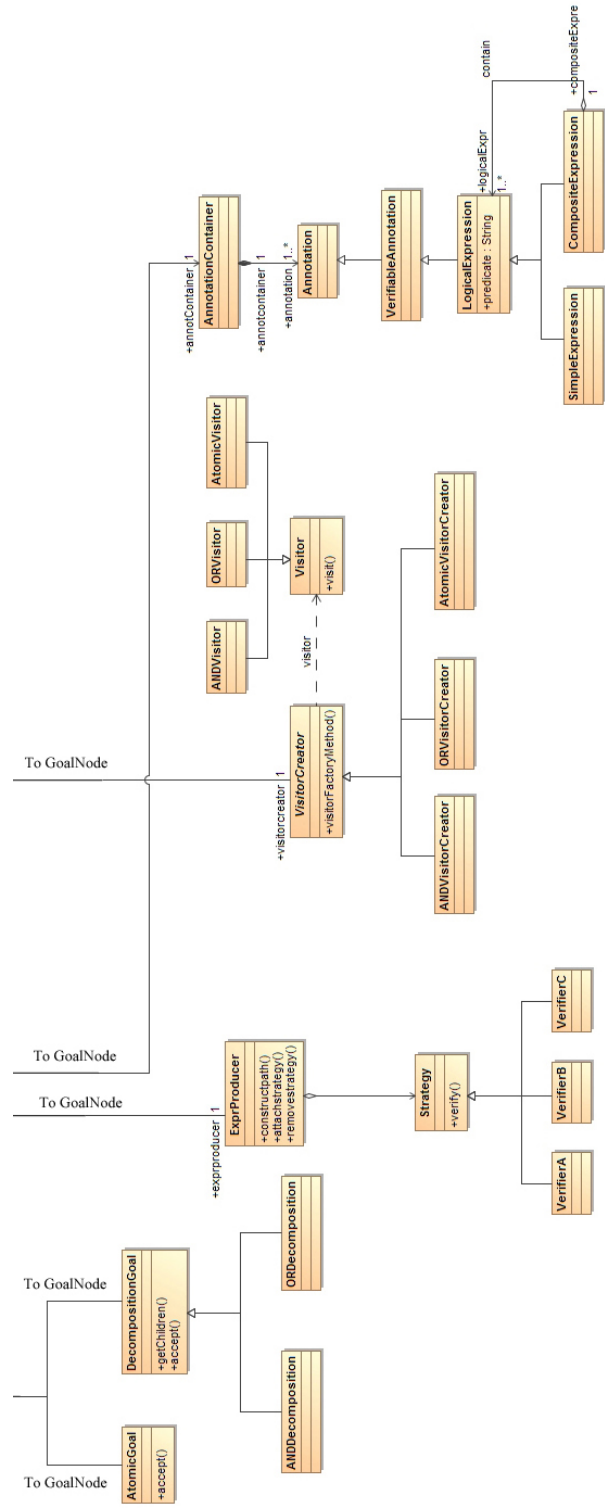 To GoalNode
AtomicGoal
+accept()
To GoalNode
DecompositionGoal
+getChildren()
+accept()
ANDDecomposition
ORDecomposition
To GoalNode
+exprproducer 1
ExprProducer
+constructpath()
+attachstrategy()
+removestrategy()
Strategy
+verify()
VerifierA
VerifierB
VerifierC
To GoalNode
To GoalNode
+visitorcreator 1
VisitorCreator
+visitorFactoryMethod()
visitor
ANDVisitor
ORVisitor
AtomicVisitor
Visitor
+visit()
ANDVisitorCreator
ORVisitorCreator
AtomicVisitorCreator
+annotContainer 1
AnnotationContainer
+annotcontainer 1
+annotation 1..*
Annotation
VerifiableAnnotation
+logicalExpr
1..*
contain
LogicalExpression
+predicate : String
+compositeExpre
1
SimpleExpression
CompositeExpression